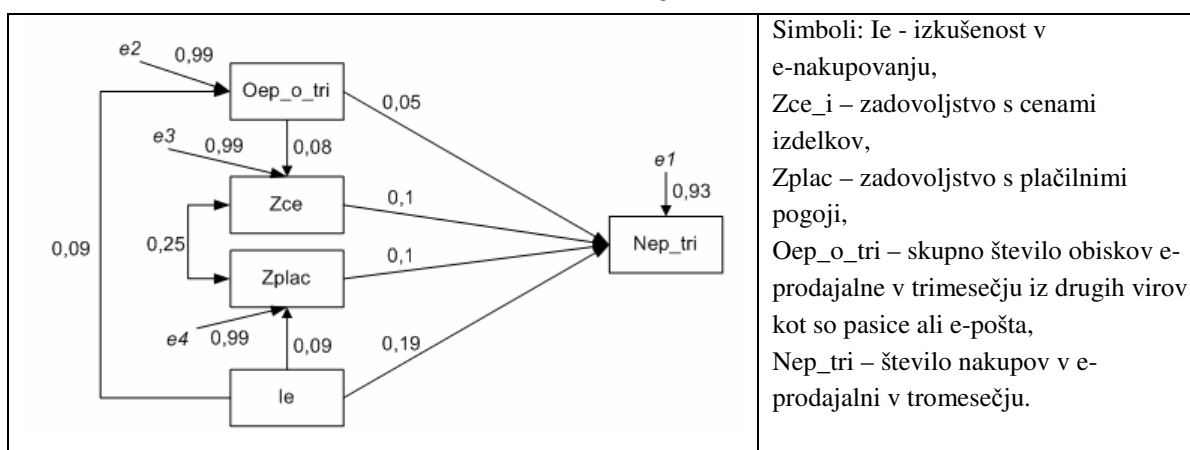 e2
0,99
Oep_o_tri
0,05
e3
0,99
0,08
e1
Zce
0,1
0,93
0,09
0,25
Nep_tri
Zplac
0,1
e4
0,99
0,09
0,19
Ie
Simboli: Ie - izkušenost v
e-nakupovanju,
Zce_i – zadovoljstvo s cenami
izdelkov,
Zplac – zadovoljstvo s plačilnimi
pogoji,
Oep_o_tri – skupno število obiskov e-
prodajalne v trimesečju iz drugih virov
kot so pasice ali e-pošta,
Nep_tri – število nakupov v e-
prodajalni v tromesečju.